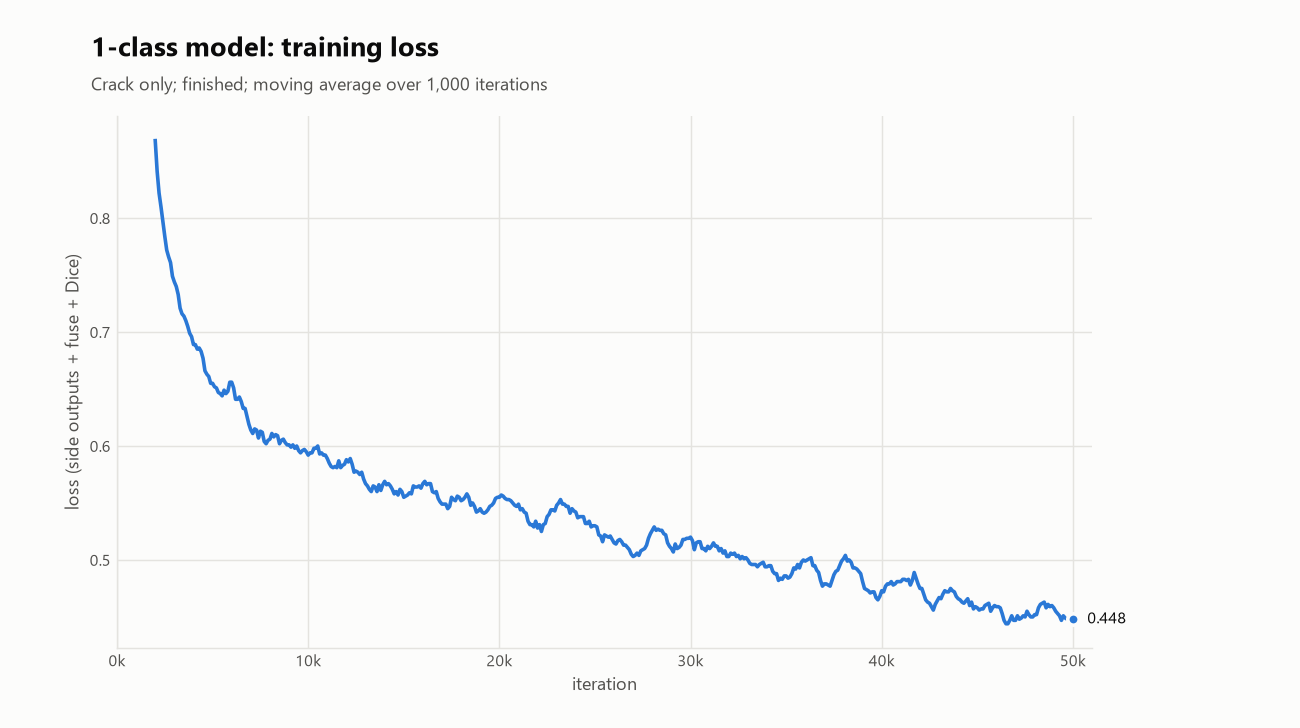 1-class model: training loss
Crack only; finished; moving average over 1,000 iterations
loss (side outputs + fuse + Dice)
0.8
0.7
0.6
0.5
0.448
0k
10k
20k
30k
40k
50k
iteration